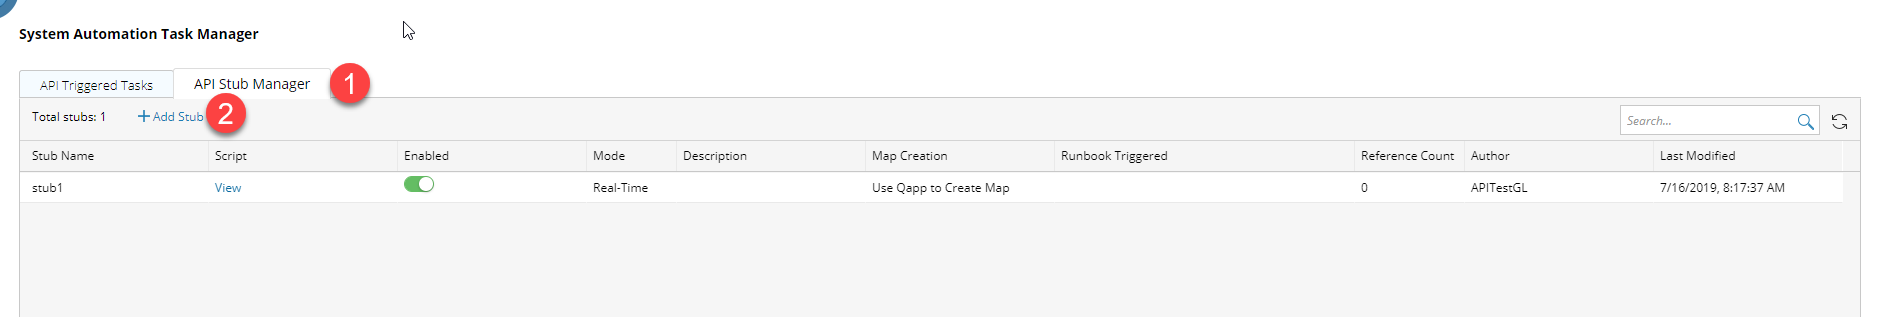 System Automation Task Manager
API Triggered Tasks API Stub Manager 1
Total stubs: 1 + Add Stub 2 Search...
Stub Name Script Enabled Mode Description Map Creation Runbook Triggered Reference Count Author Last Modified
stub1 View Real-Time Use Qapp to Create Map 0 APITestGL 7/16/2019, 8:17:37 AM